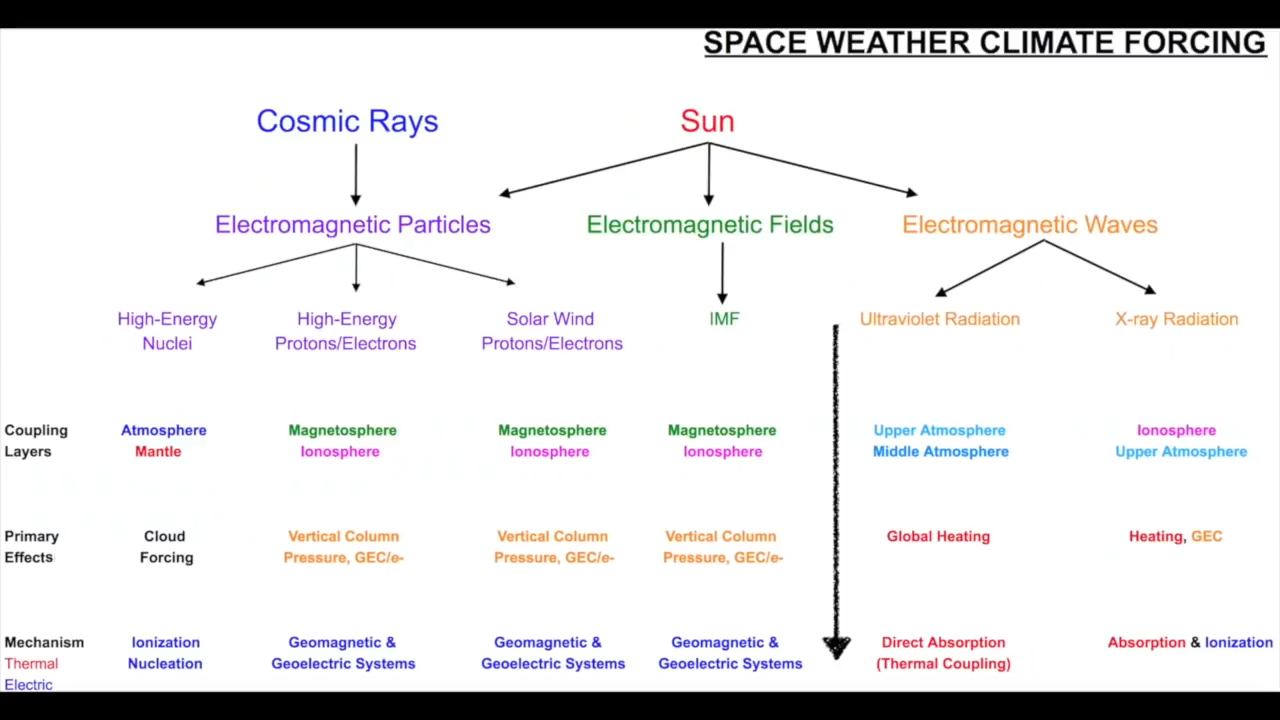 SPACE WEATHER CLIMATE FORCING
Cosmic Rays
Sun
Electromagnetic Particles
Electromagnetic Fields
Electromagnetic Waves
High-Energy
Nuclei
High-Energy
Protons/Electrons
Solar Wind
Protons/Electrons
IMF
Ultraviolet Radiation
X-ray Radiation
Coupling
Layers
Atmosphere
Mantle
Magnetosphere
Ionosphere
Magnetosphere
Ionosphere
Magnetosphere
Ionosphere
Upper Atmosphere
Middle Atmosphere
Ionosphere
Upper Atmosphere
Primary
Effects
Cloud
Forcing
Vertical Column
Pressure, GEC/e-
Vertical Column
Pressure, GEC/e-
Vertical Column
Pressure, GEC/e-
Global Heating
Heating, GEC
Mechanism
Thermal
Electric
Ionization
Nucleation
Geomagnetic &
Geoelectric Systems
Geomagnetic &
Geoelectric Systems
Geomagnetic &
Geoelectric Systems
Direct Absorption
(Thermal Coupling)
Absorption & Ionization